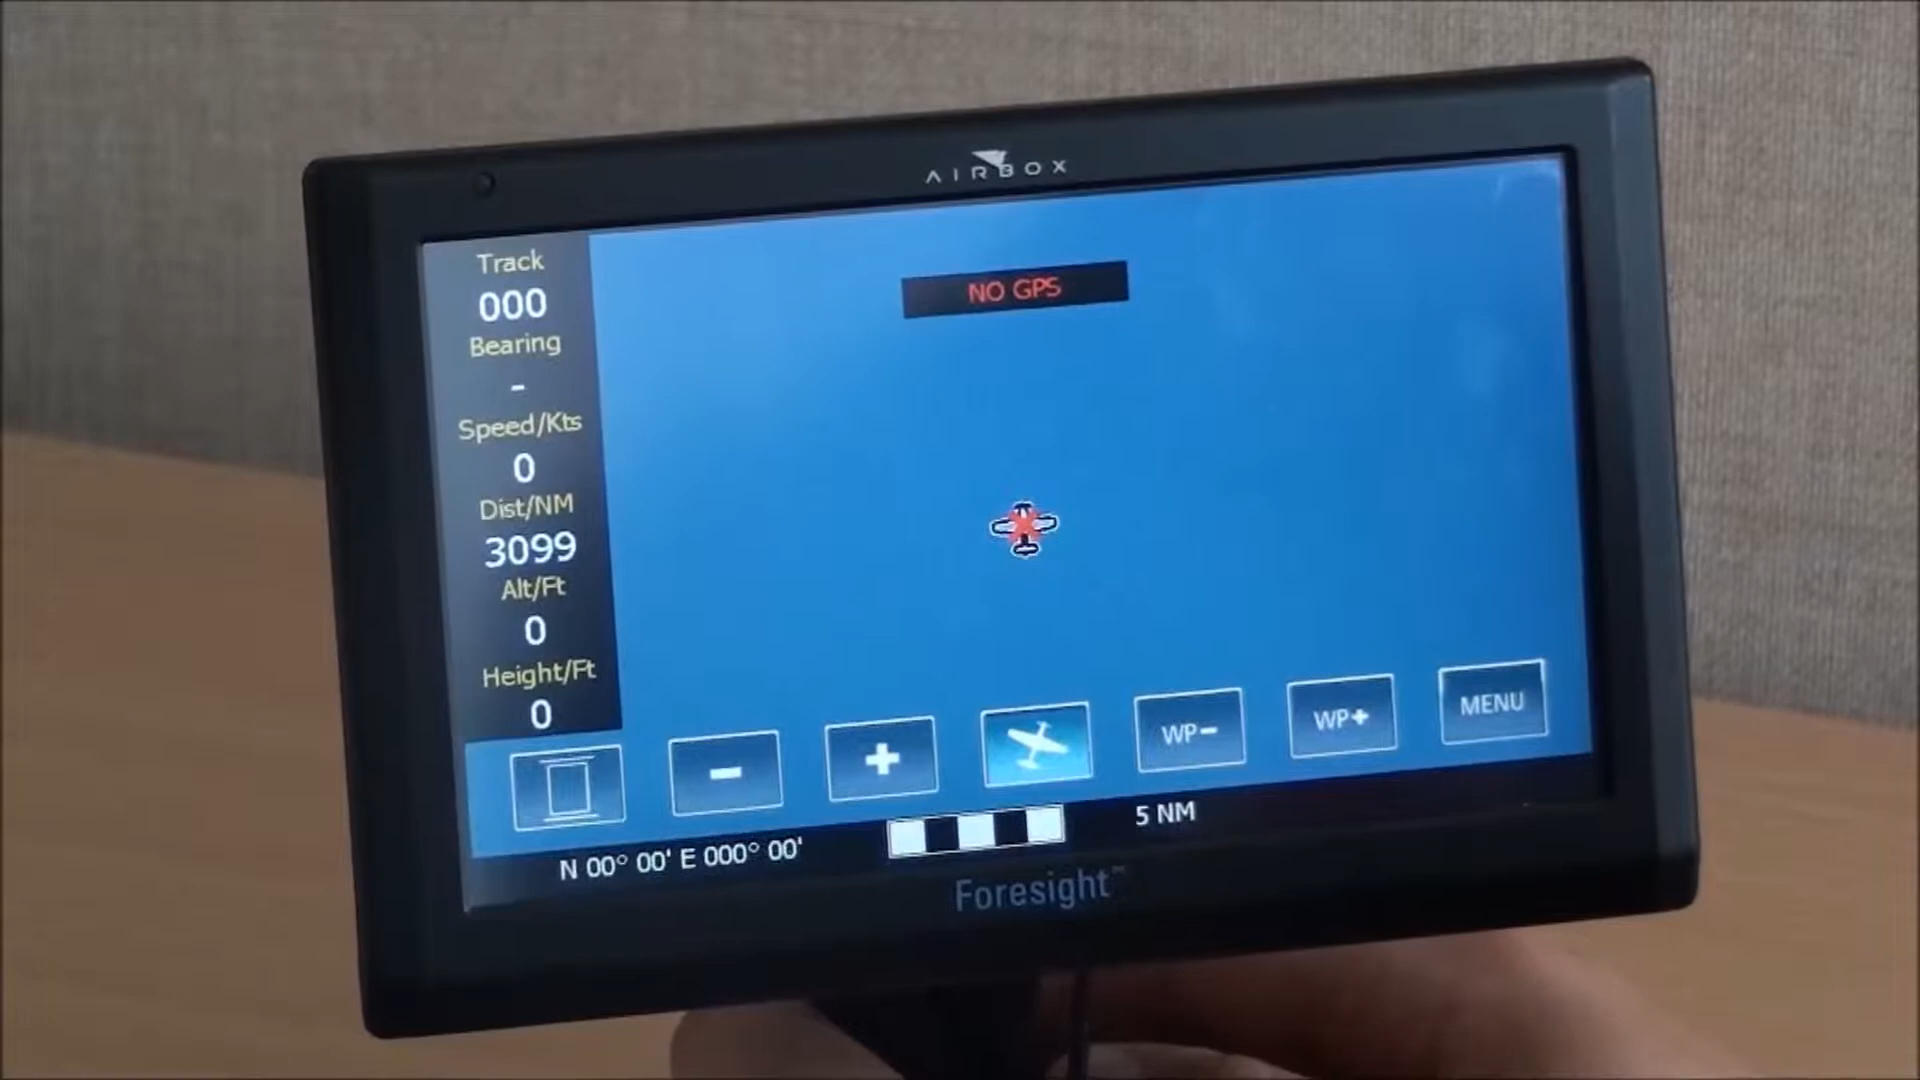 AIRBOX
Track
000
Bearing
-
Speed/Kts
0
Dist/NM
3099
Alt/Ft
0
Height/Ft
0
NO GPS
WP-
WP+
MENU
N 00° 00' E 000° 00'
5 NM
Foresight™